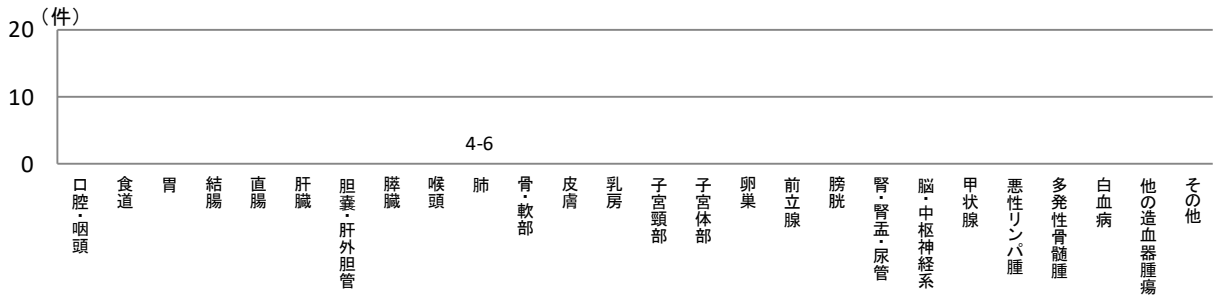 （件）
20
10
0
4-6
口腔・咽頭
食道
胃
結腸
直腸
肝臓
胆嚢・肝外胆管
膵臓
喉頭
肺
骨・軟部
皮膚
乳房
子宮頸部
子宮体部
卵巣
前立腺
膀胱
腎・腎盂・尿管
脳・中枢神経系
甲状腺
悪性リンパ腫
多発性骨髄腫
白血病
他の造血器腫瘍
その他